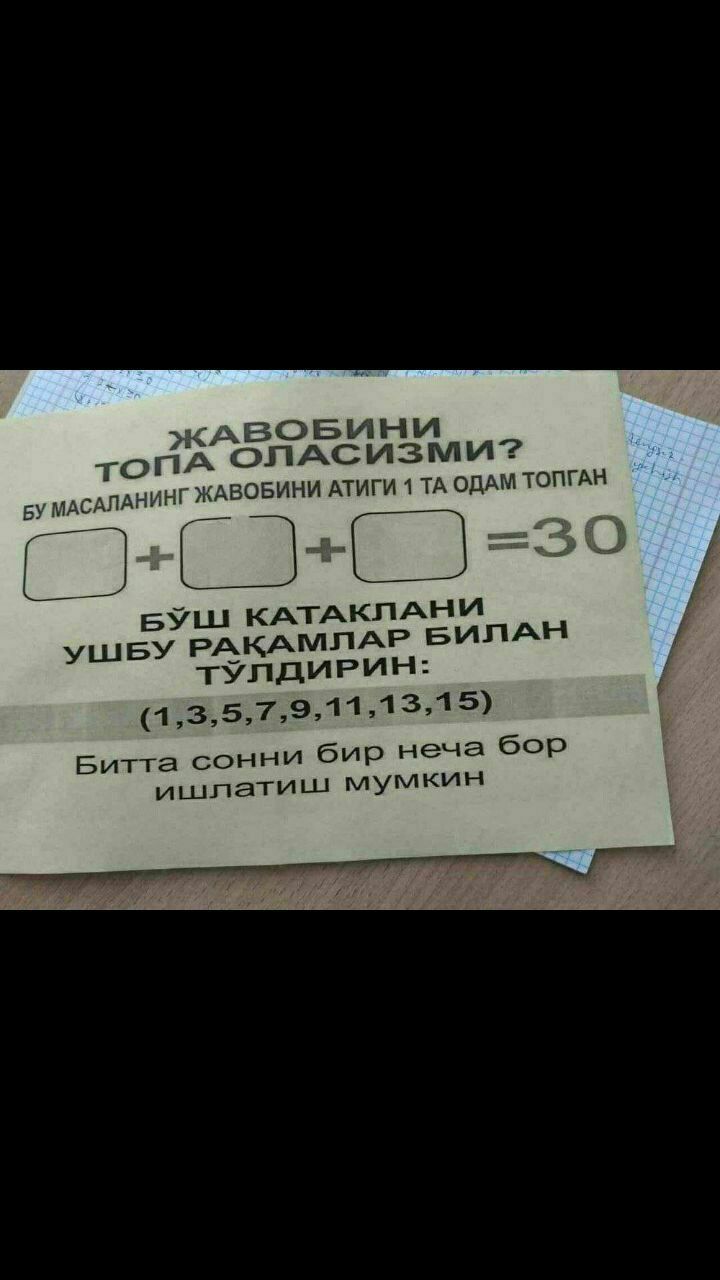 ЖАВОБИНИ
ТОПА ОЛАСИЗМИ?
БУ МАСАЛАНИНГ ЖАВОБИНИ АТИГИ 1 ТА ОДАМ ТОПГАН
+ + =30
БЎШ КАТАКЛАНИ
УШБУ РАҚАМЛАР БИЛАН
ТЎЛДИРИН:
(1,3,5,7,9,11,13,15)
Битта сонни бир неча бор
ишлатиш мумкин